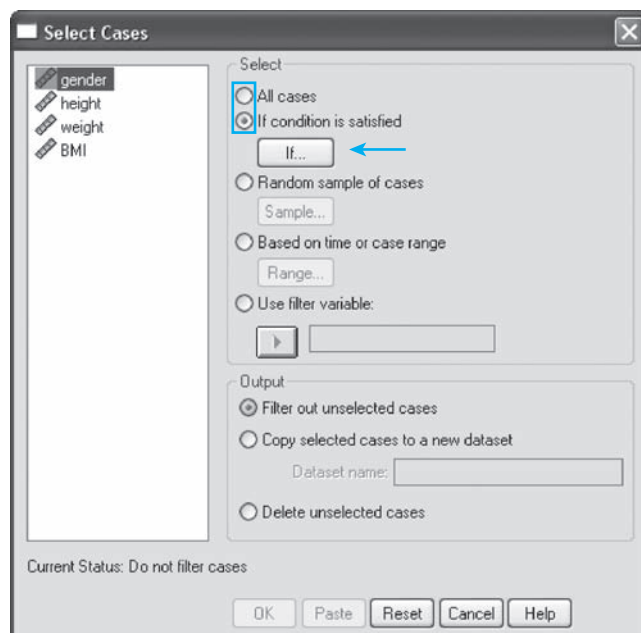 Select Cases
gender
height
weight
BMI
Select
All cases
If condition is satisfied
If...
Random sample of cases
Sample...
Based on time or case range
Range...
Use filter variable:
Output
Filter out unselected cases
Copy selected cases to a new dataset
Dataset name:
Delete unselected cases
Current Status: Do not filter cases
OK Paste Reset Cancel Help